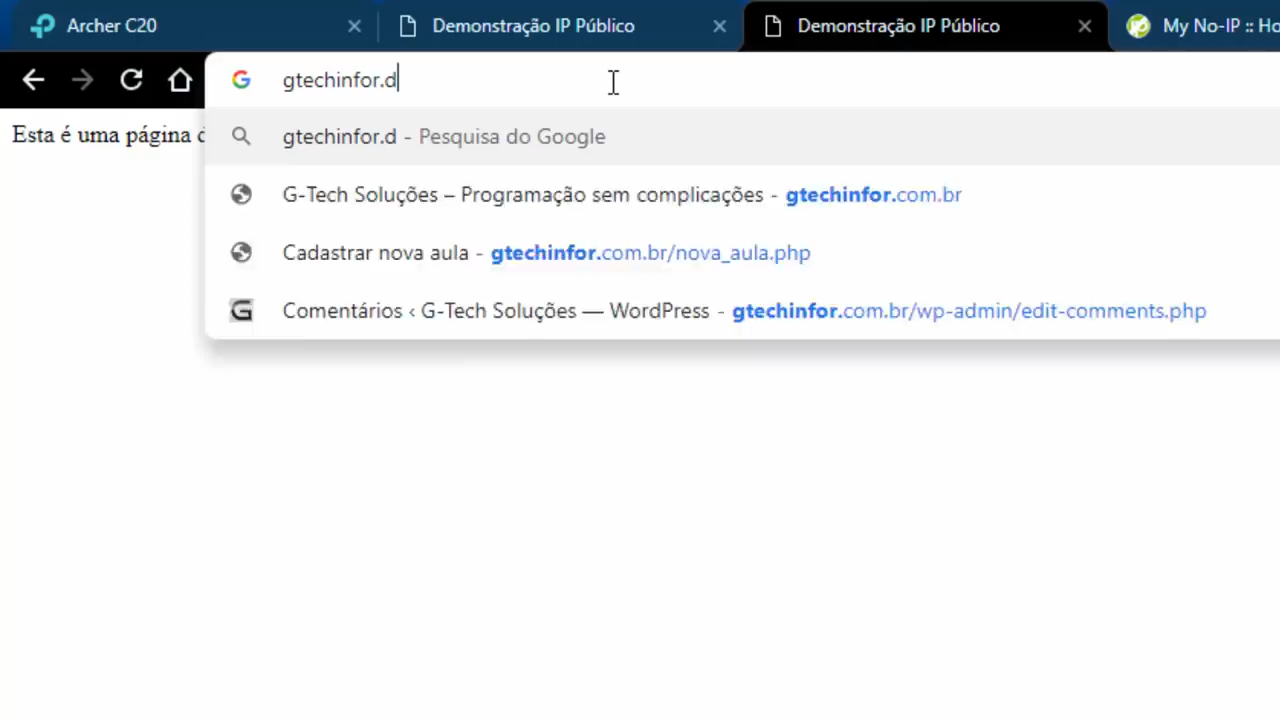 Archer C20
Demonstração IP Público
Demonstração IP Público
My No-IP :: Ho
gtechinfor.d
Esta é uma página d
gtechinfor.d - Pesquisa do Google
G-Tech Soluções – Programação sem complicações - gtechinfor.com.br
Cadastrar nova aula - gtechinfor.com.br/nova_aula.php
Comentários ‹ G-Tech Soluções — WordPress - gtechinfor.com.br/wp-admin/edit-comments.php